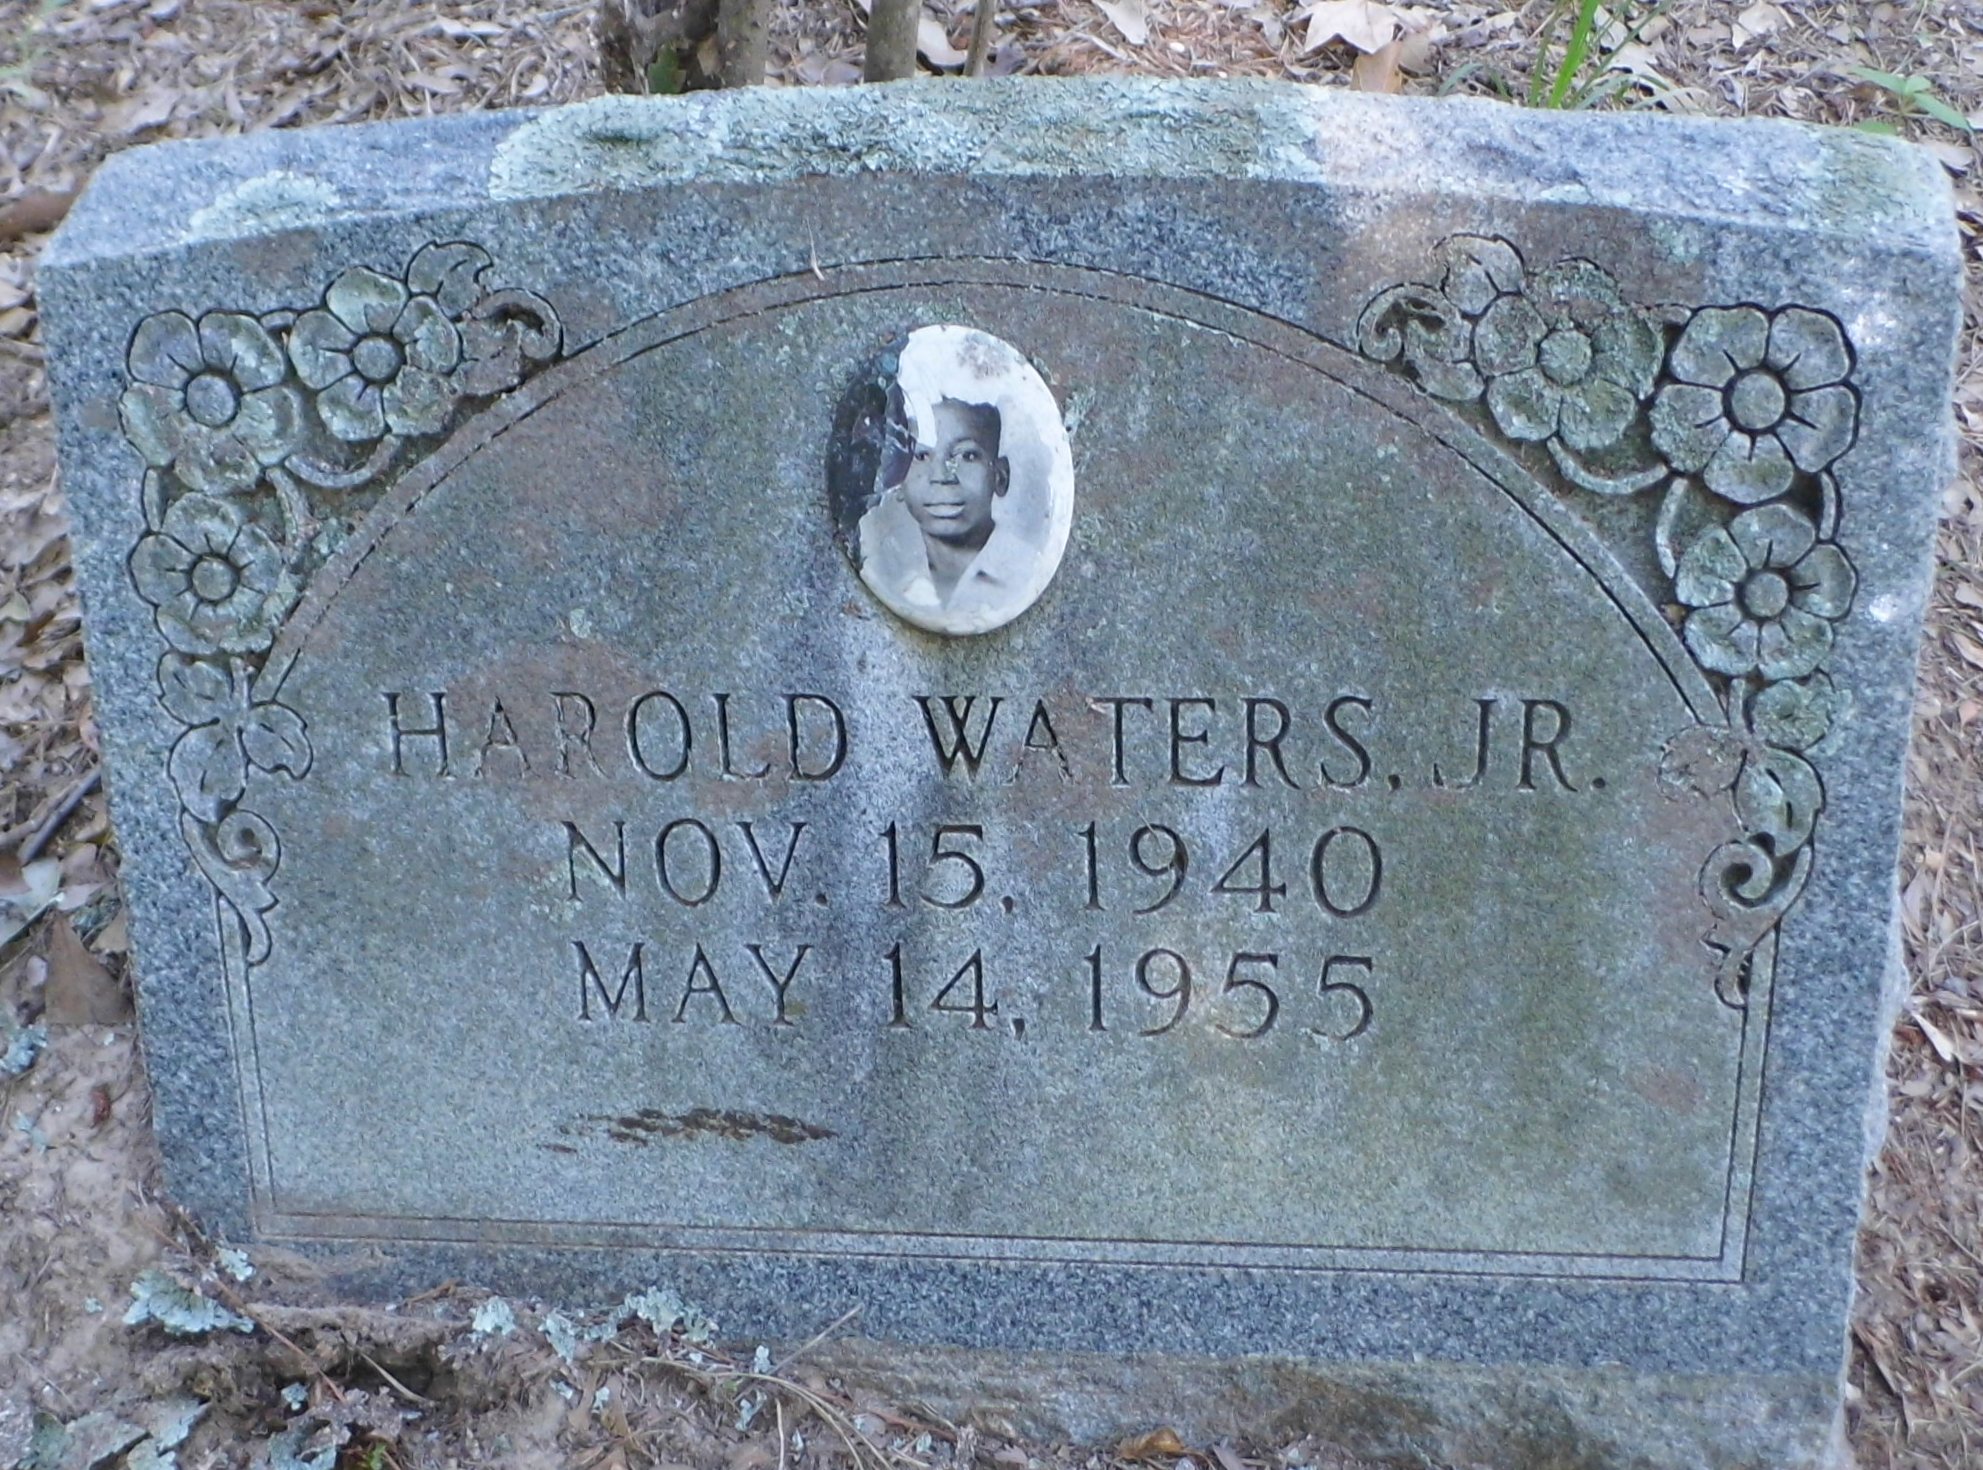 HAROLD WATERS, JR.
NOV. 15, 1940
MAY 14, 1955